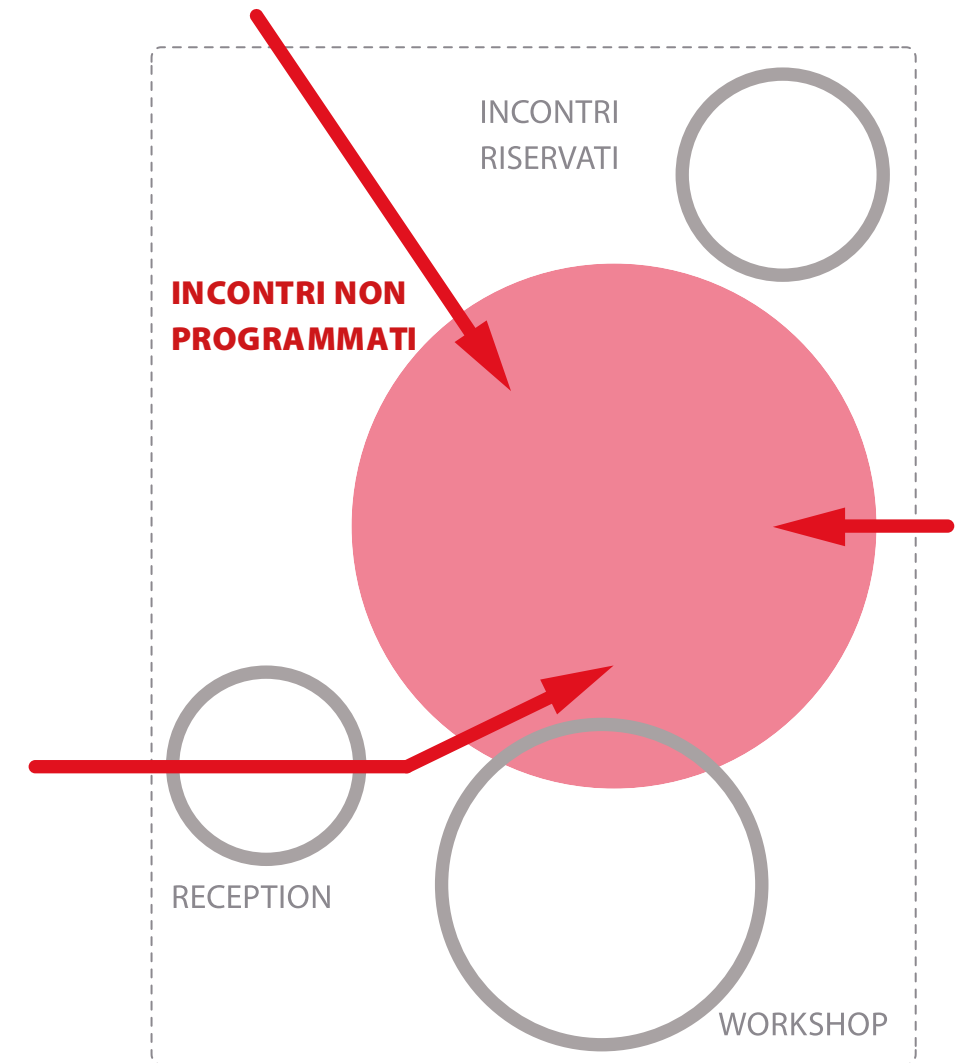 INCONTRI
RISERVATI
INCONTRI NON
PROGRAMMATI
RECEPTION
WORKSHOP